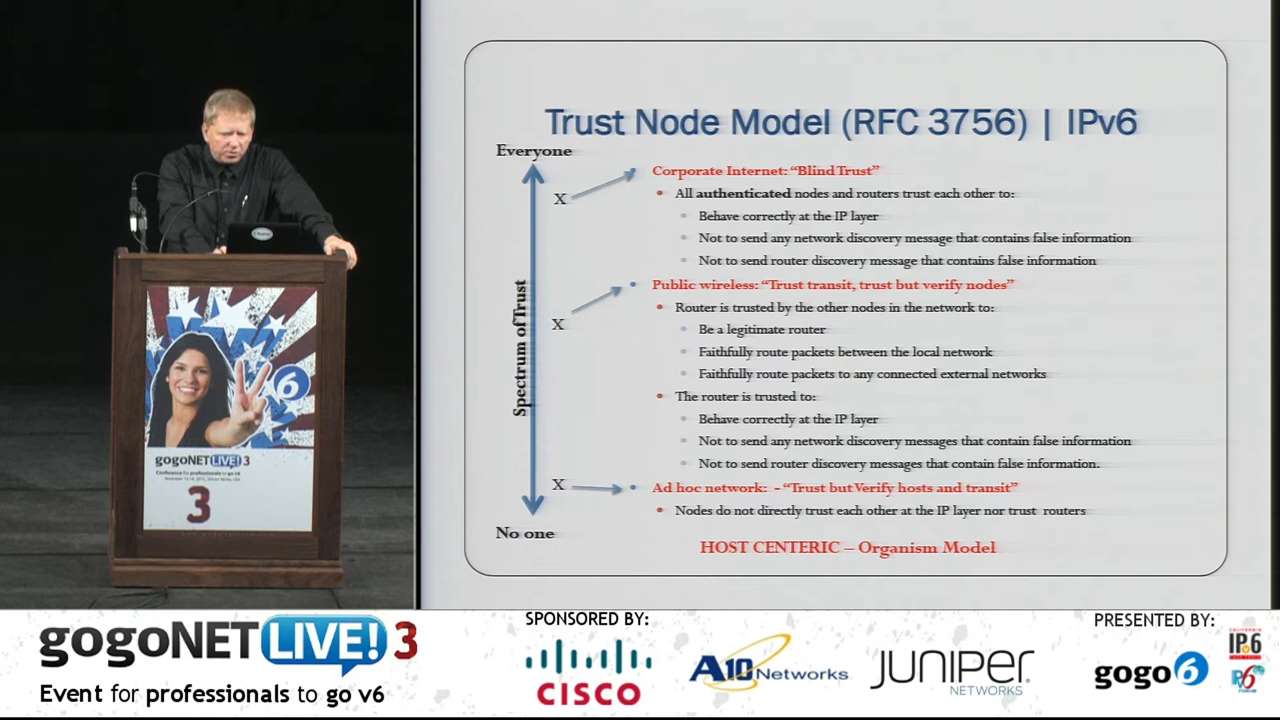 Trust Node Model (RFC 3756) | IPv6
Everyone
Spectrum of Trust
No one
X
Corporate Internet: “Blind Trust”
All authenticated nodes and routers trust each other to:
Behave correctly at the IP layer
Not to send any network discovery message that contains false information
Not to send router discovery message that contains false information
X
Public wireless: “Trust transit, trust but verify nodes”
Router is trusted by the other nodes in the network to:
Be a legitimate router
Faithfully route packets between the local network
Faithfully route packets to any connected external networks
The router is trusted to:
Behave correctly at the IP layer
Not to send any network discovery messages that contain false information
Not to send router discovery messages that contain false information.
X
Ad hoc network: - “Trust but Verify hosts and transit”
Nodes do not directly trust each other at the IP layer nor trust routers
HOST CENTERIC – Organism Model
6
gogoNET LIVE! 3
Conference for professionals to go v6
3
gogoNET LIVE! 3
Event for professionals to go v6
SPONSORED BY:
CISCO
A10 Networks
JUNIPER
NETWORKS
PRESENTED BY:
gogo6
CALIFORNIA
IPv6